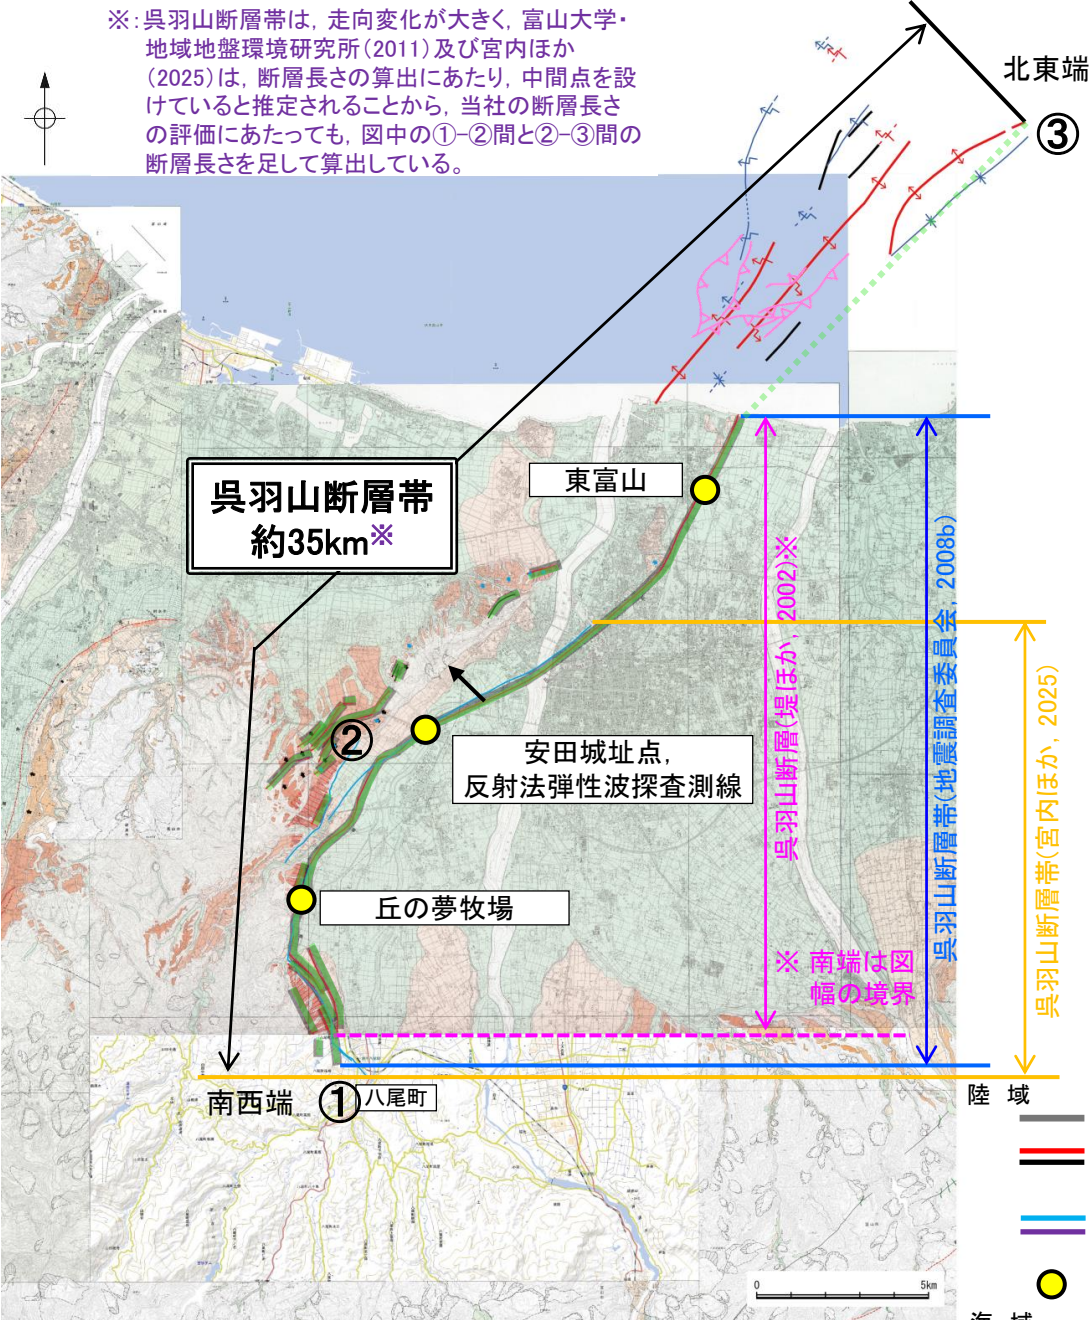 ※:呉羽山断層帯は, 走向変化が大きく, 富山大学・
地域地盤環境研究所(2011)及び宮内ほか
(2025)は, 断層長さの算出にあたり, 中間点を設
けていると推定されることから, 当社の断層長さ
の評価にあたっても, 図中の①-②間と②-③間の
断層長さを足して算出している。
北東端
③
呉羽山断層帯
約35km※
東富山
②
安田城址点,
反射法弾性波探査測線
丘の夢牧場
呉羽山断層(堤ほか, 2002)※
呉羽山断層帯(地震調査委員会, 2008b)
呉羽山断層帯(宮内ほか, 2025)
※ 南端は図
幅の境界
南西端
①
八尾町
陸 域
0 5km
海 域